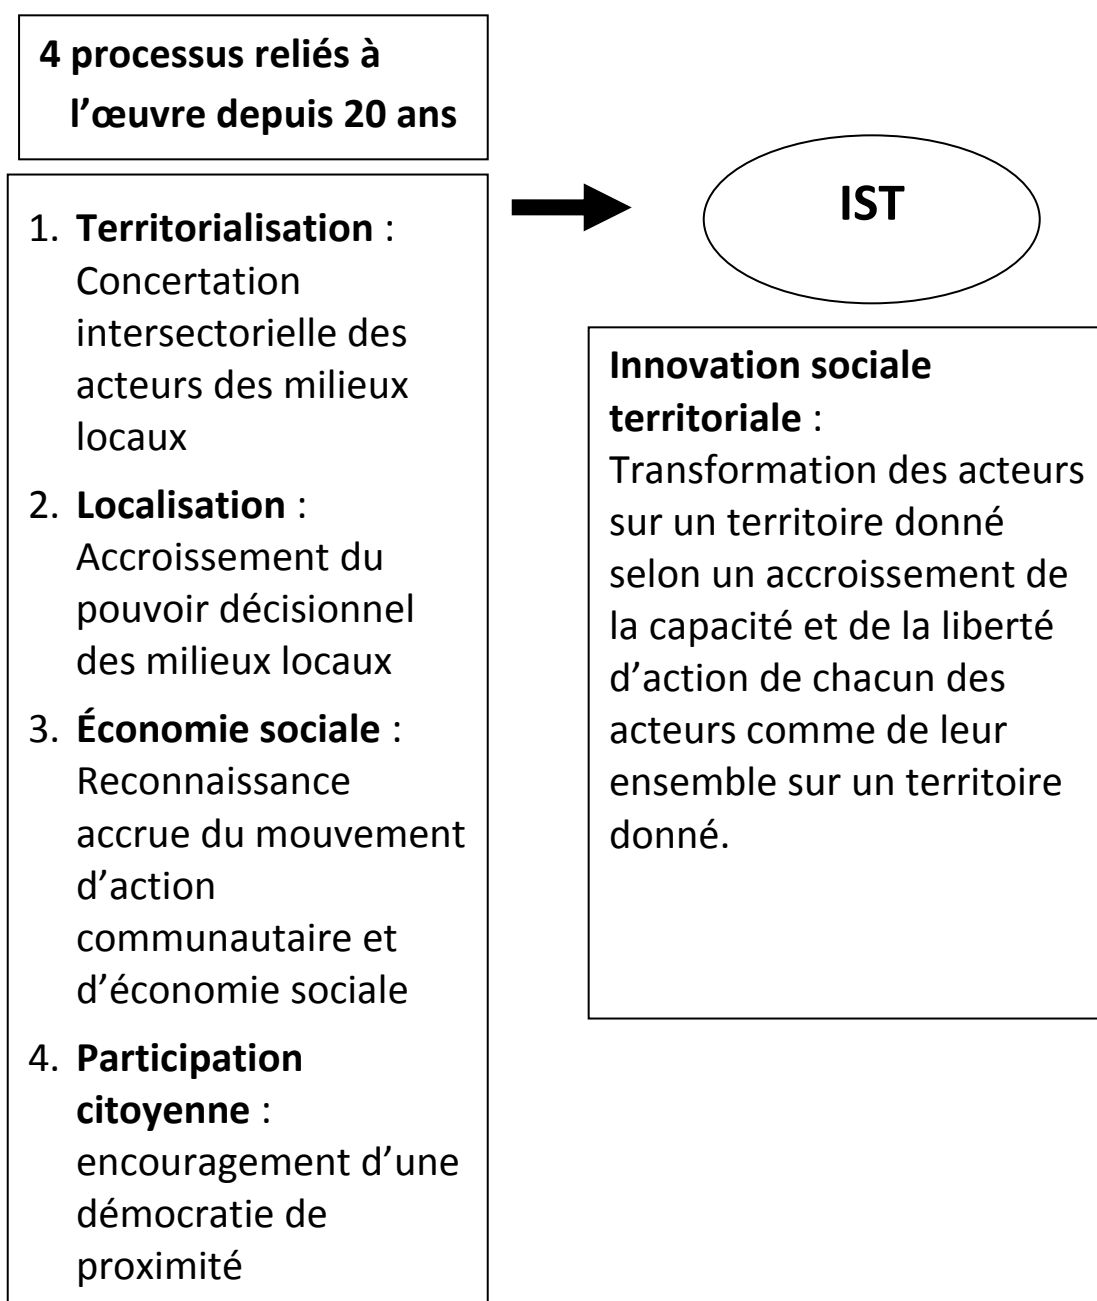 4 processus reliés à
l’œuvre depuis 20 ans
1. Territorialisation :
Concertation
intersectorielle des
acteurs des milieux
locaux
2. Localisation :
Accroissement du
pouvoir décisionnel
des milieux locaux
3. Économie sociale :
Reconnaissance
accrue du mouvement
d’action
communautaire et
d’économie sociale
4. Participation
citoyenne :
encouragement d’une
démocratie de
proximité
IST
Innovation sociale
territoriale :
Transformation des acteurs
sur un territoire donné
selon un accroissement de
la capacité et de la liberté
d’action de chacun des
acteurs comme de leur
ensemble sur un territoire
donné.